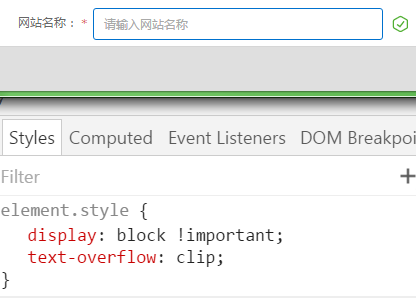 网站名称：* 请输入网站名称
Styles Computed Event Listeners DOM Breakpoi
Filter
element.style {
display: block !important;
text-overflow: clip;
}